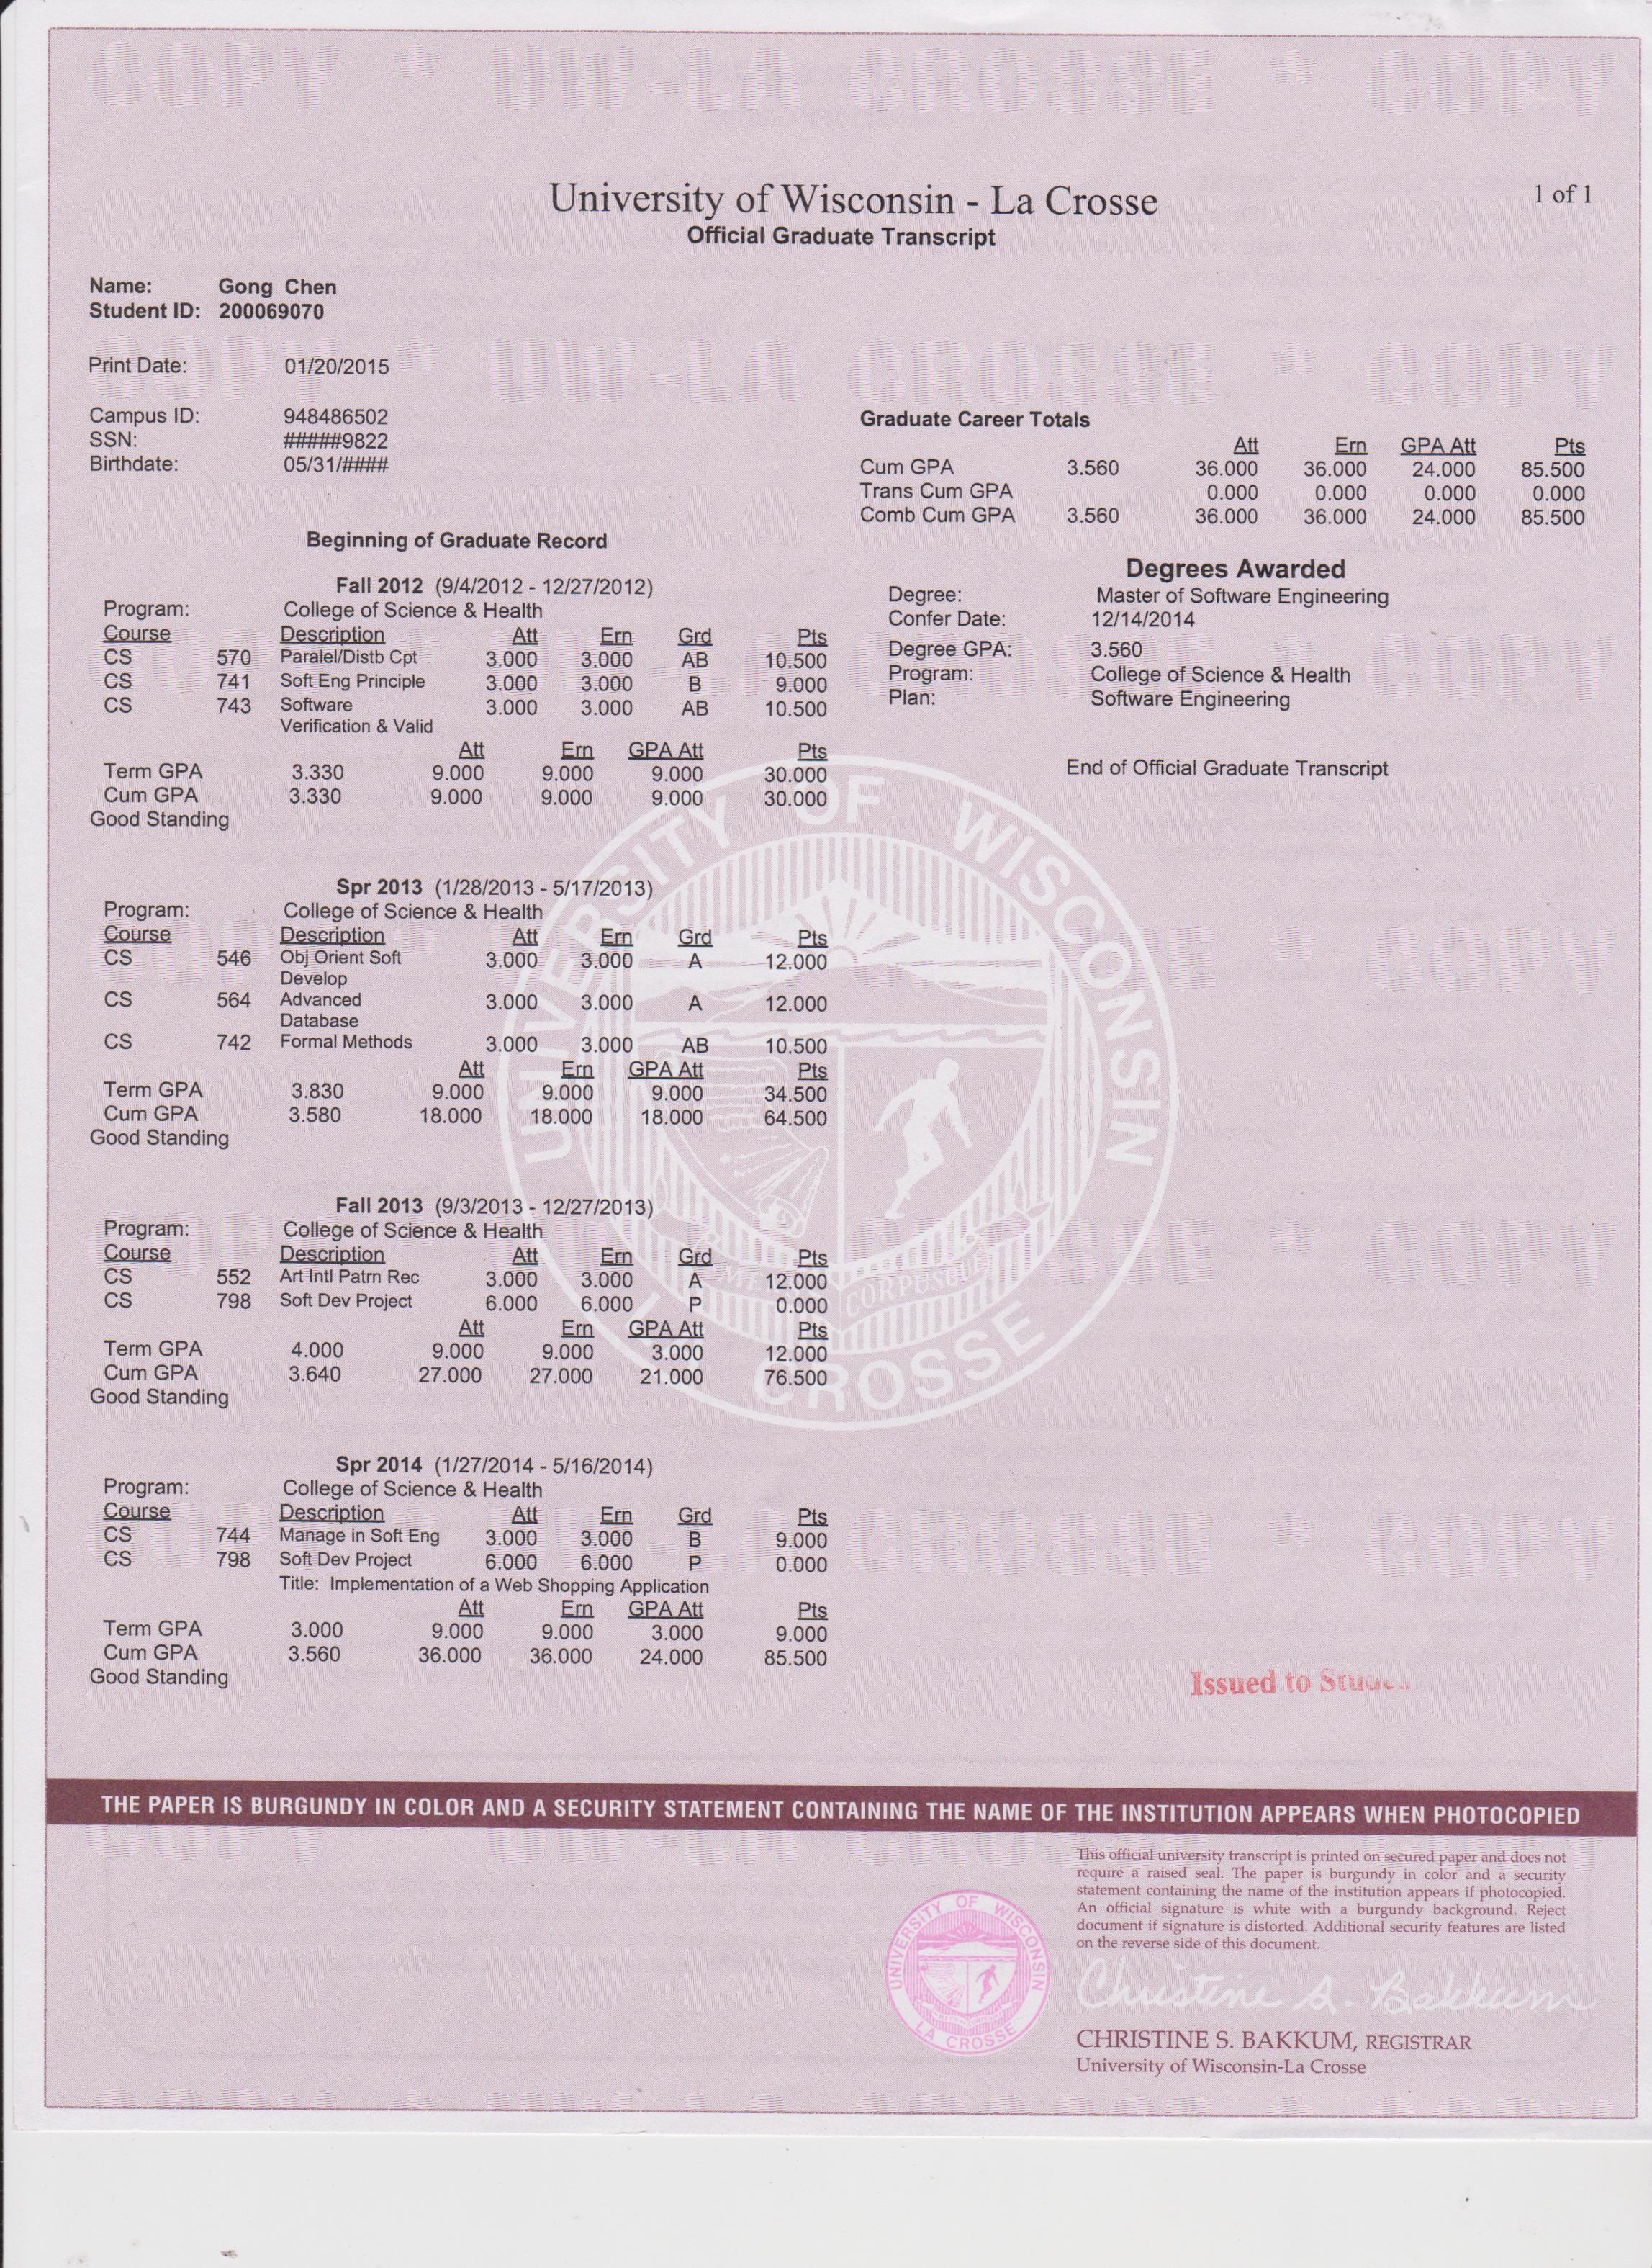 COPY * UW-LA CROSSE * COPY
University of Wisconsin - La Crosse
1 of 1
Official Graduate Transcript
Name: Gong Chen
Student ID: 200069070
COPY * UW-LA CROSSE * COPY
Print Date: 01/20/2015
Campus ID: 948486502
SSN: #####9822
Birthdate: 05/31/####
Beginning of Graduate Record
Fall 2012 (9/4/2012 - 12/27/2012)
Program: College of Science & Health
Course Description Att Ern Grd Pts
CS 570 Paralel/Distb Cpt 3.000 3.000 AB 10.500
CS 741 Soft Eng Principle 3.000 3.000 B 9.000
CS 743 Software 3.000 3.000 AB 10.500
Verification & Valid
Att Ern GPA Att Pts
Term GPA 3.330 9.000 9.000 9.000 30.000
Cum GPA 3.330 9.000 9.000 9.000 30.000
Good Standing
Spr 2013 (1/28/2013 - 5/17/2013)
Program: College of Science & Health
Course Description Att Ern Grd Pts
CS 546 Obj Orient Soft 3.000 3.000 A 12.000
Develop
CS 564 Advanced 3.000 3.000 A 12.000
Database
CS 742 Formal Methods 3.000 3.000 AB 10.500
Att Ern GPA Att Pts
Term GPA 3.830 9.000 9.000 9.000 34.500
Cum GPA 3.580 18.000 18.000 18.000 64.500
Good Standing
Fall 2013 (9/3/2013 - 12/27/2013)
Program: College of Science & Health
Course Description Att Ern Grd Pts
CS 552 Art Intl Patrn Rec 3.000 3.000 A 12.000
CS 798 Soft Dev Project 6.000 6.000 P 0.000
Att Ern GPA Att Pts
Term GPA 4.000 9.000 9.000 3.000 12.000
Cum GPA 3.640 27.000 27.000 21.000 76.500
Good Standing
Spr 2014 (1/27/2014 - 5/16/2014)
Program: College of Science & Health
Course Description Att Ern Grd Pts
CS 744 Manage in Soft Eng 3.000 3.000 B 9.000
CS 798 Soft Dev Project 6.000 6.000 P 0.000
Title: Implementation of a Web Shopping Application
Att Ern GPA Att Pts
Term GPA 3.000 9.000 9.000 3.000 9.000
Cum GPA 3.560 36.000 36.000 24.000 85.500
Good Standing
Graduate Career Totals
Att Ern GPA Att Pts
Cum GPA 3.560 36.000 36.000 24.000 85.500
Trans Cum GPA 0.000 0.000 0.000 0.000
Comb Cum GPA 3.560 36.000 36.000 24.000 85.500
Degrees Awarded
Degree: Master of Software Engineering
Confer Date: 12/14/2014
Degree GPA: 3.560
Program: College of Science & Health
Plan: Software Engineering
End of Official Graduate Transcript
UNIVERSITY OF WISCONSIN
LA CROSSE
CORPUSQUE
Issued to
THE PAPER IS BURGUNDY IN COLOR AND A SECURITY STATEMENT CONTAINING THE NAME OF THE INSTITUTION APPEARS WHEN PHOTOCOPIED
This official university transcript is printed on secured paper and does not
require a raised seal. The paper is burgundy in color and a security
statement containing the name of the institution appears if photocopied.
An official signature is white with a burgundy background. Reject
document if signature is distorted. Additional security features are listed
on the reverse side of this document.
UNIVERSITY OF WISCONSIN
LA CROSSE
Christine S. Bakkum
CHRISTINE S. BAKKUM, REGISTRAR
University of Wisconsin-La Crosse